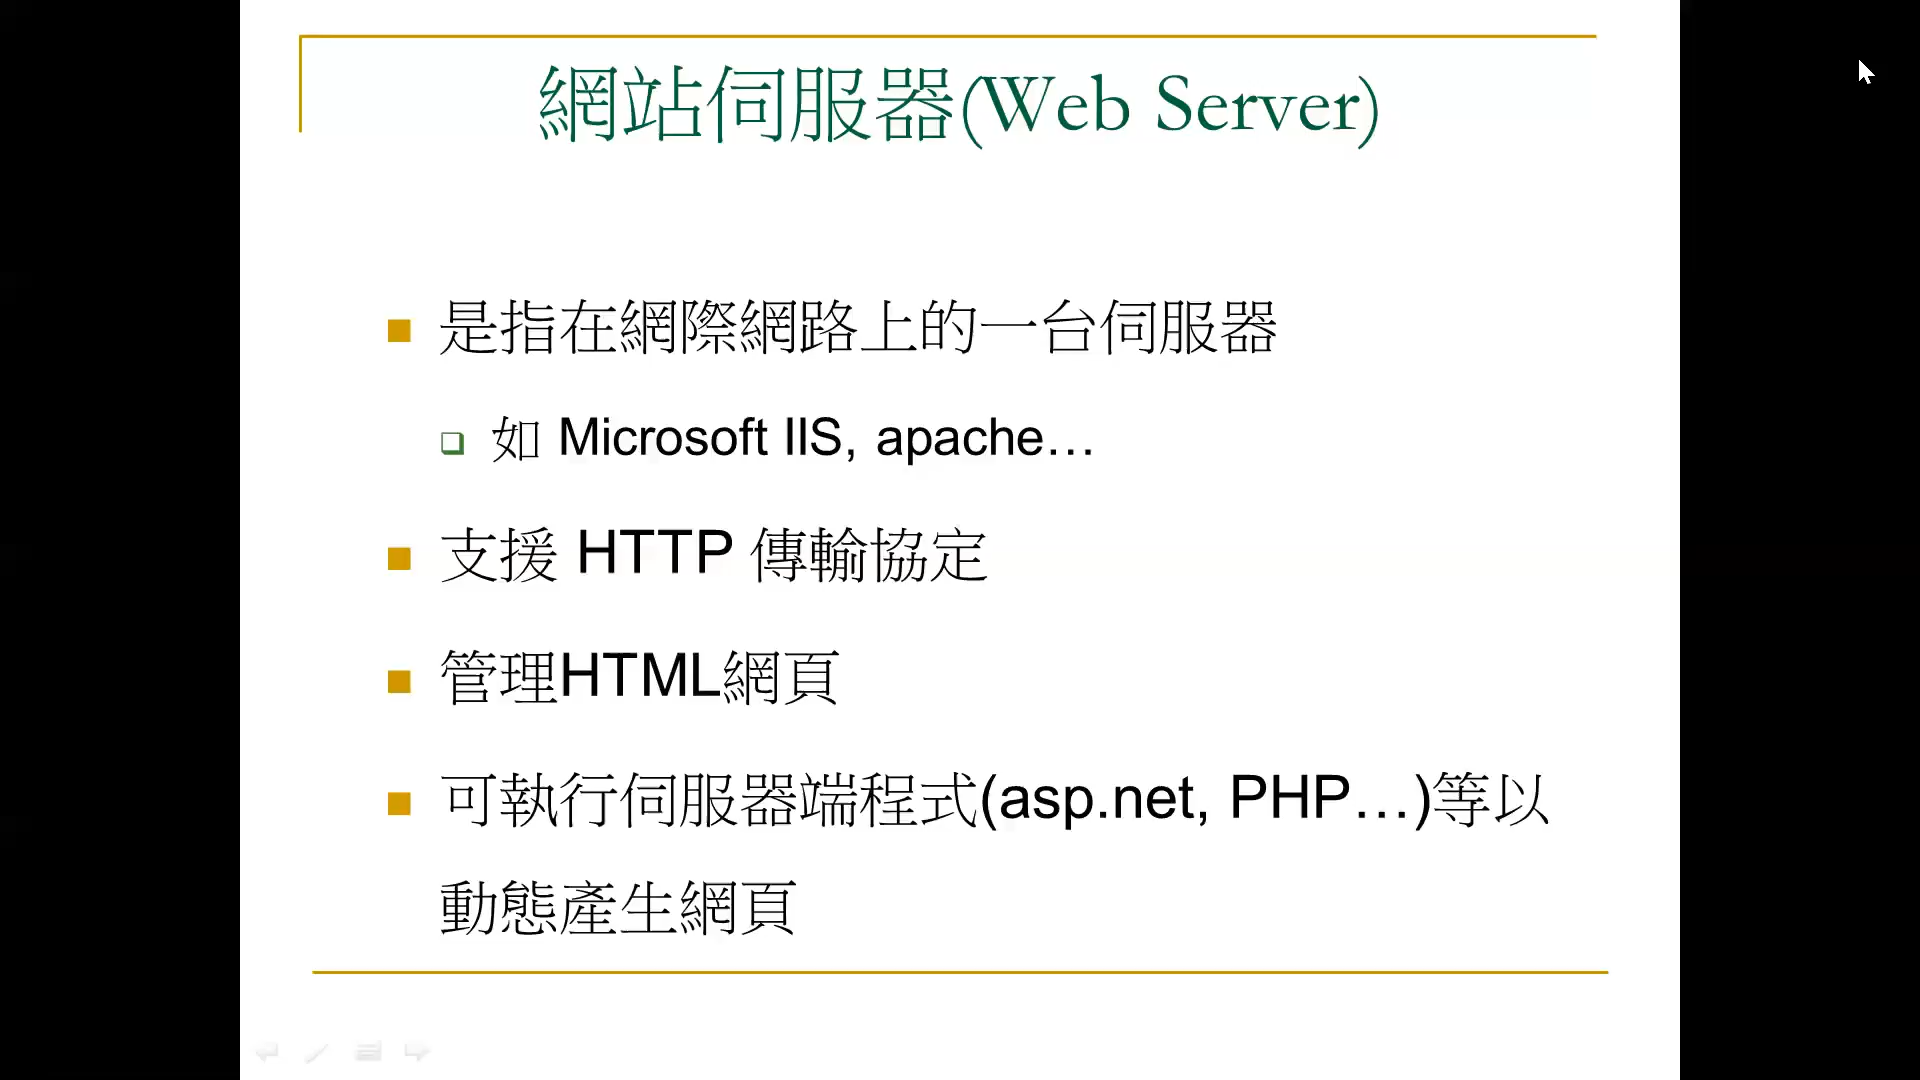 網站伺服器(Web Server)
是指在網際網路上的一台伺服器
如 Microsoft IIS, apache…
支援 HTTP 傳輸協定
管理HTML網頁
可執行伺服器端程式(asp.net, PHP…)等以
動態產生網頁